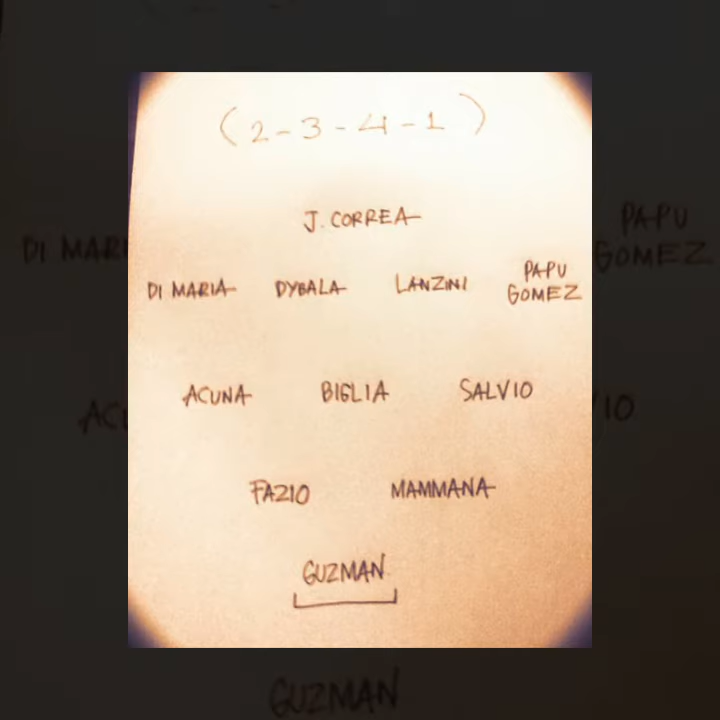 (2-3-4-1)
J. CORREA
DI MARIA DYBALA LANZINI PAPU GOMEZ
ACUNA BIGLIA SALVIO
FAZIO MAMMANA
GUZMAN